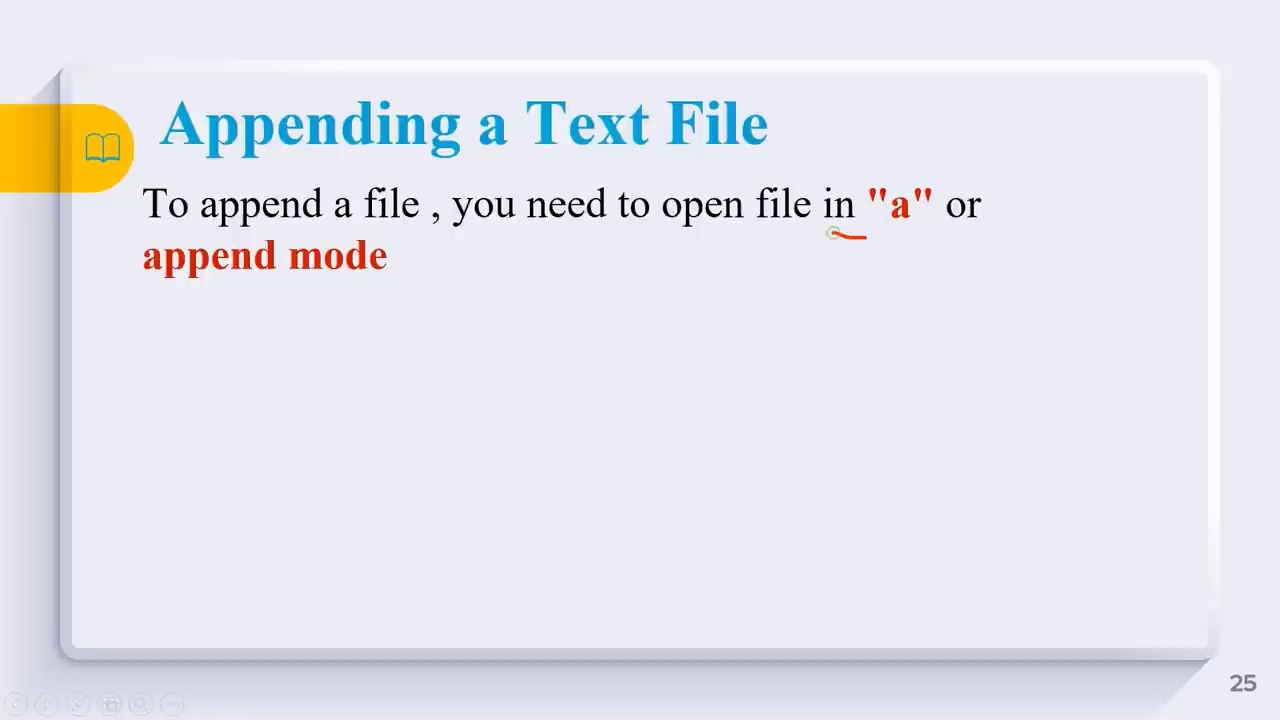 Appending a Text File
To append a file , you need to open file in "a" or
append mode
25